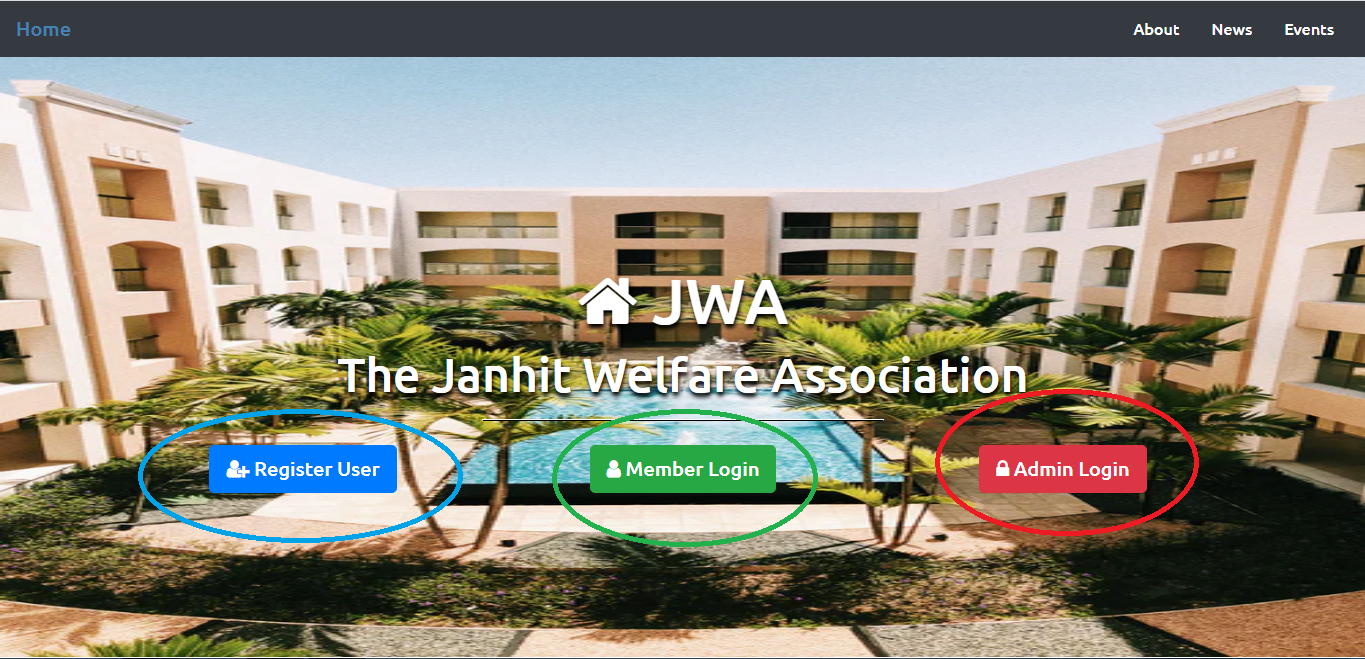 Home About News Events
JWA
The Janhit Welfare Association
Register User Member Login Admin Login